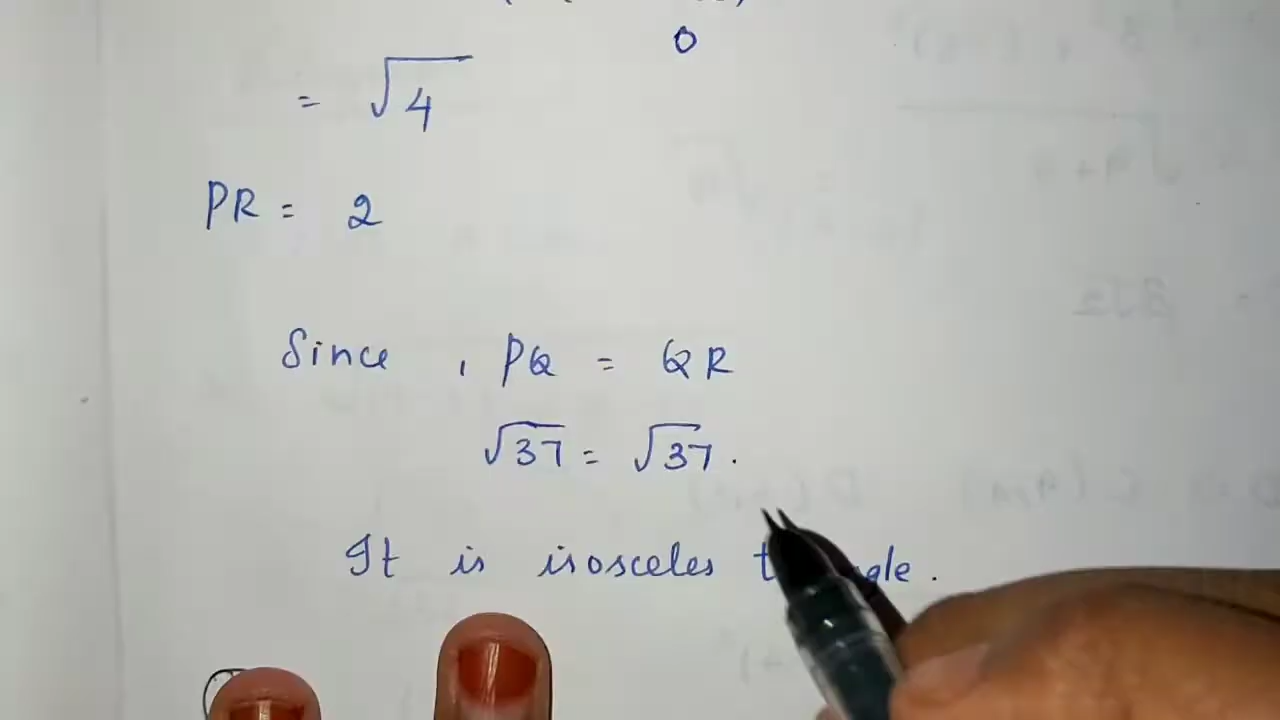 0
= √4
PR = 2
Since , PQ = QR
√37 = √37 .
It is isosceles